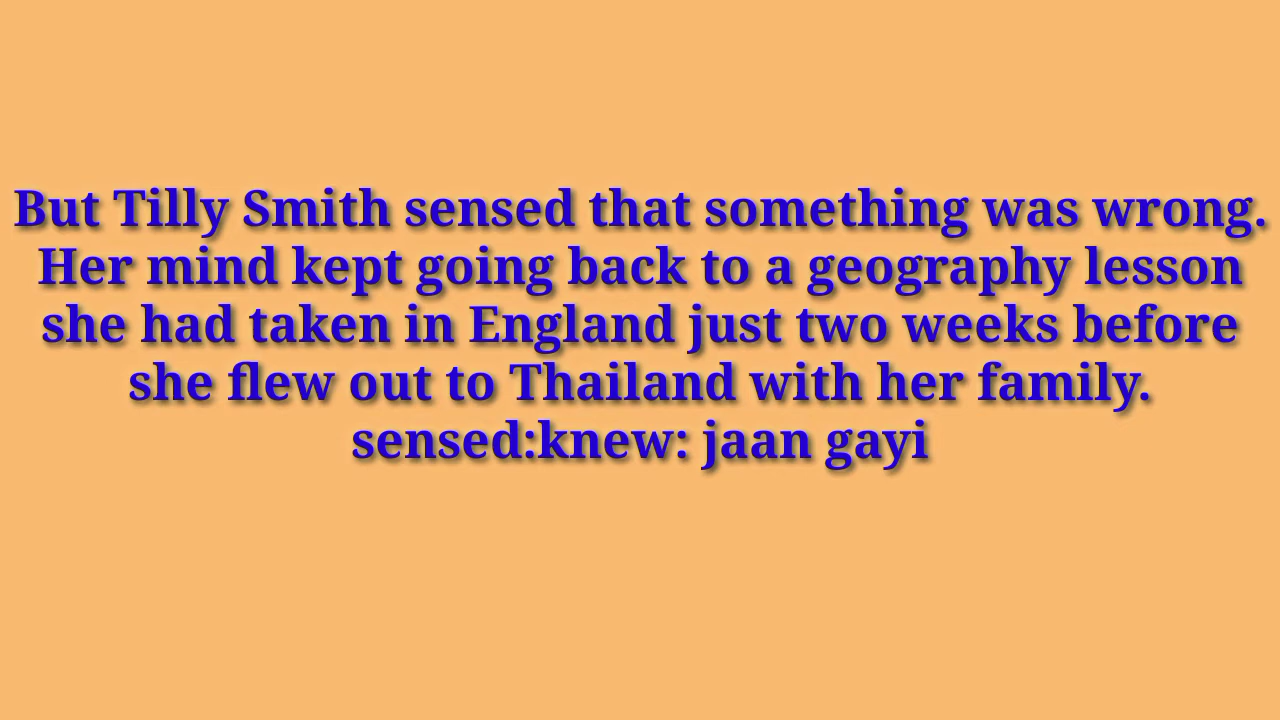 But Tilly Smith sensed that something was wrong.
Her mind kept going back to a geography lesson
she had taken in England just two weeks before
she flew out to Thailand with her family.
sensed:knew: jaan gayi